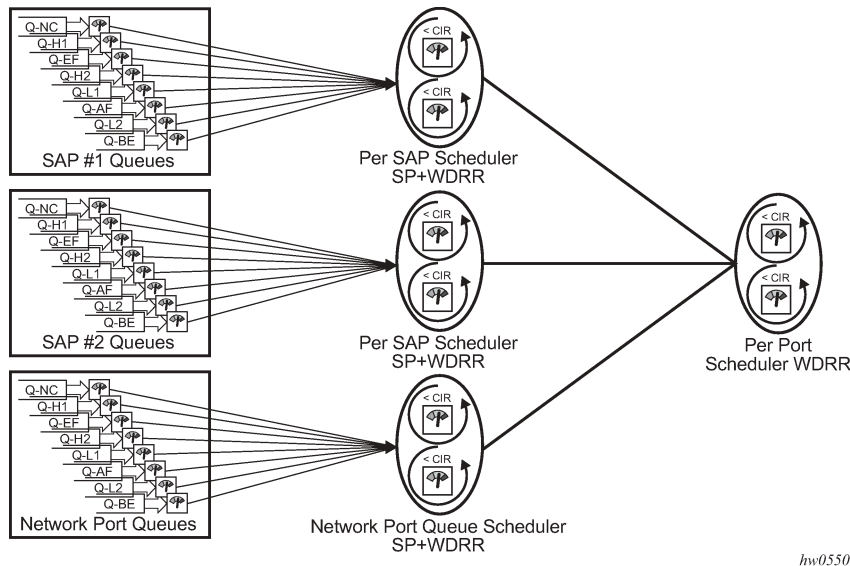 Q-NC
Q-H1
Q-EF
Q-H2
Q-L1
Q-AF
Q-L2
Q-BE
SAP #1 Queues
< CIR
< CIR
Per SAP Scheduler
SP+WDRR
Q-NC
Q-H1
Q-EF
Q-H2
Q-L1
Q-AF
Q-L2
Q-BE
SAP #2 Queues
< CIR
< CIR
Per SAP Scheduler
SP+WDRR
Q-NC
Q-H1
Q-EF
Q-H2
Q-L1
Q-AF
Q-L2
Q-BE
Network Port Queues
< CIR
< CIR
Network Port Queue Scheduler
SP+WDRR
< CIR
< CIR
Per Port
Scheduler WDRR
hw0550